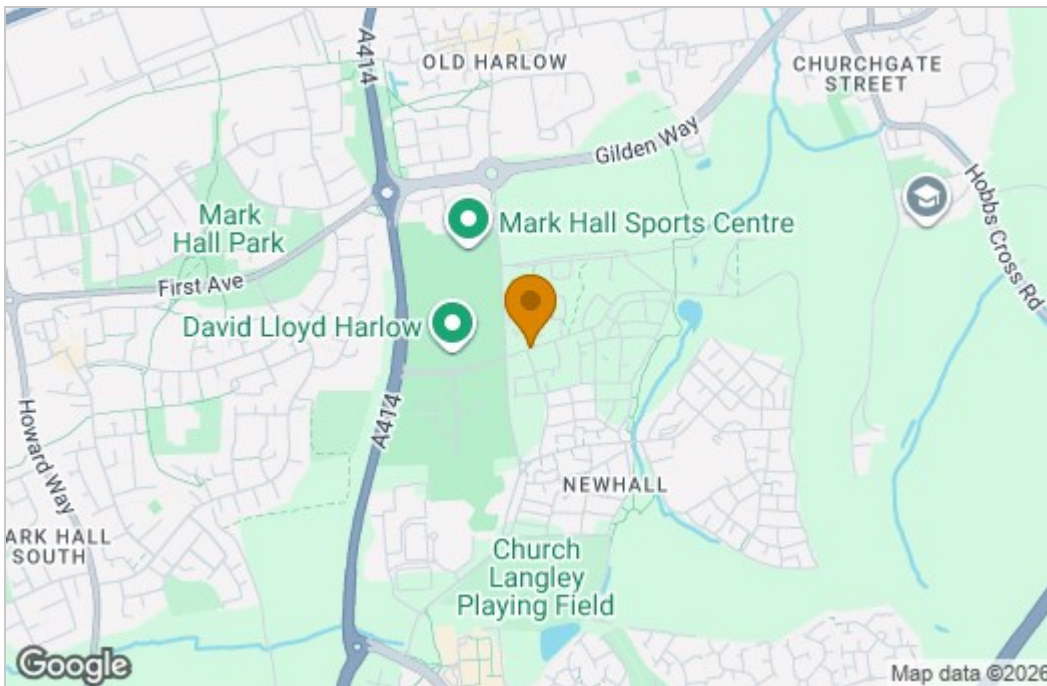 A414
OLD HARLOW
CHURCHGATE
STREET
Gilden Way
Hobbs Cross Rd
Mark
Hall Park
Mark Hall Sports Centre
First Ave
David Lloyd Harlow
A414
Howard Way
NEWHALL
ARK HALL
SOUTH
Church
Langley
Playing Field
Google
Map data ©2026